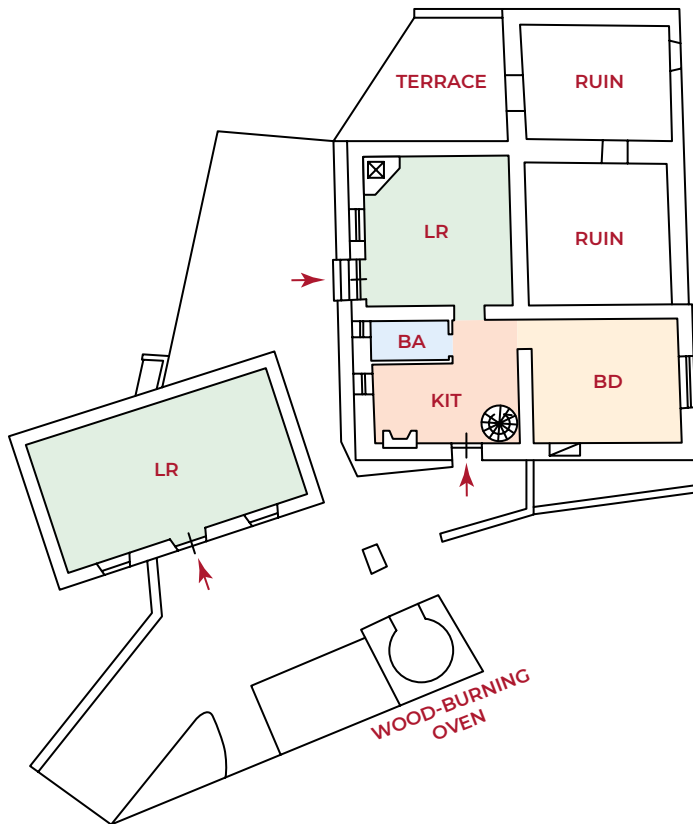 TERRACE
RUIN
LR
RUIN
BA
KIT
BD
LR
WOOD-BURNING
OVEN